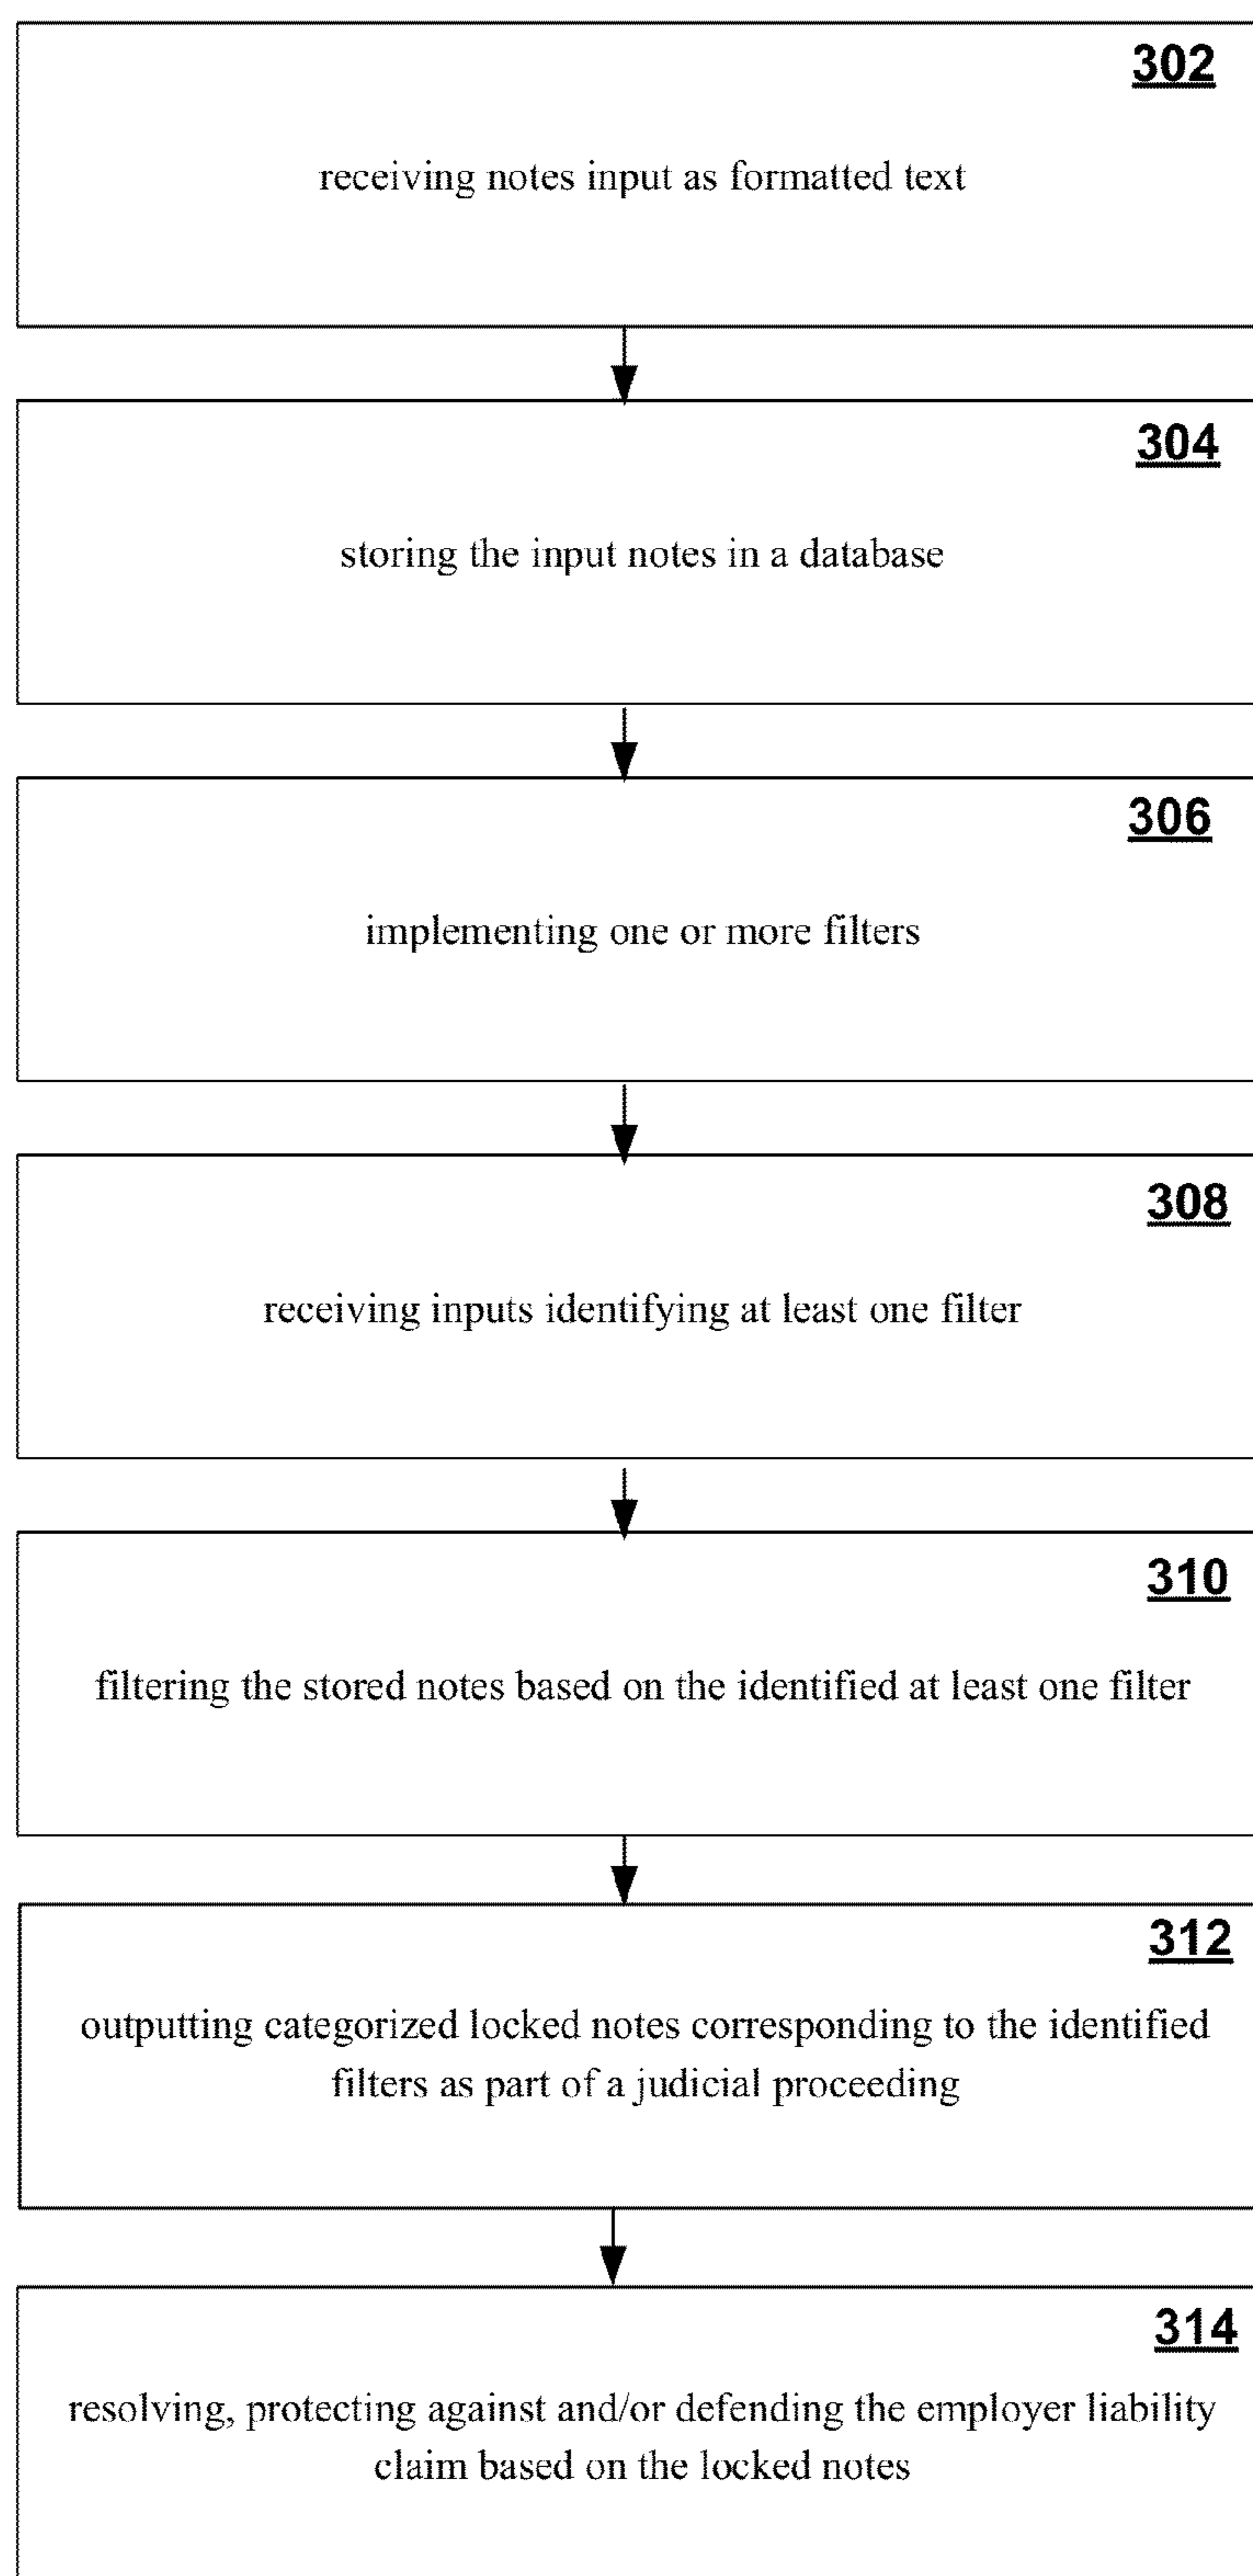 302
receiving notes input as formatted text
304
storing the input notes in a database
306
implementing one or more filters
308
receiving inputs identifying at least one filter
310
filtering the stored notes based on the identified at least one filter
312
outputting categorized locked notes corresponding to the identified
filters as part of a judicial proceeding
314
resolving, protecting against and/or defending the employer liability
claim based on the locked notes